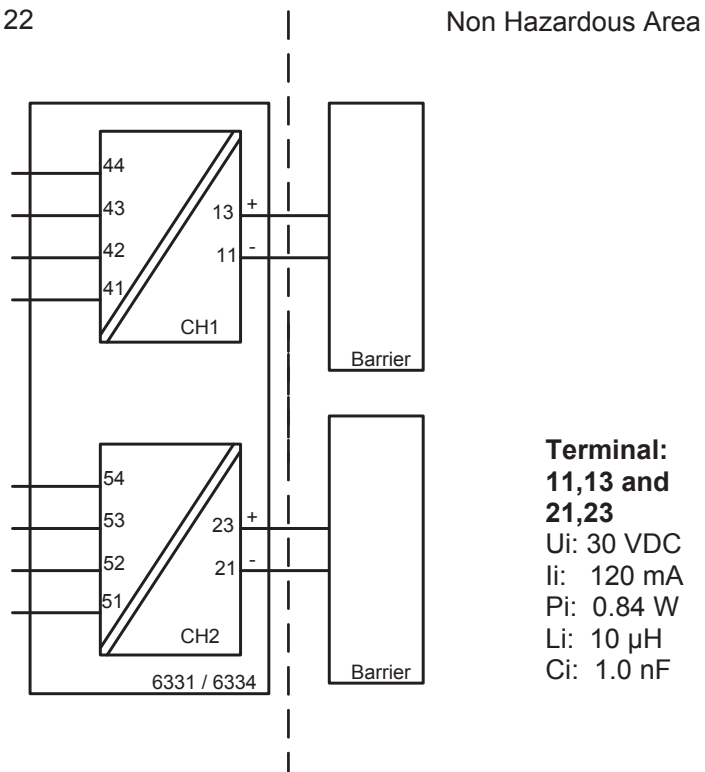 22
Non Hazardous Area
44
43
42
41
13 +
11 -
CH1
Barrier
54
53
52
51
23 +
21 -
CH2
6331 / 6334
Barrier
Terminal:
11,13 and
21,23
Ui: 30 VDC
Ii: 120 mA
Pi: 0.84 W
Li: 10 µH
Ci: 1.0 nF